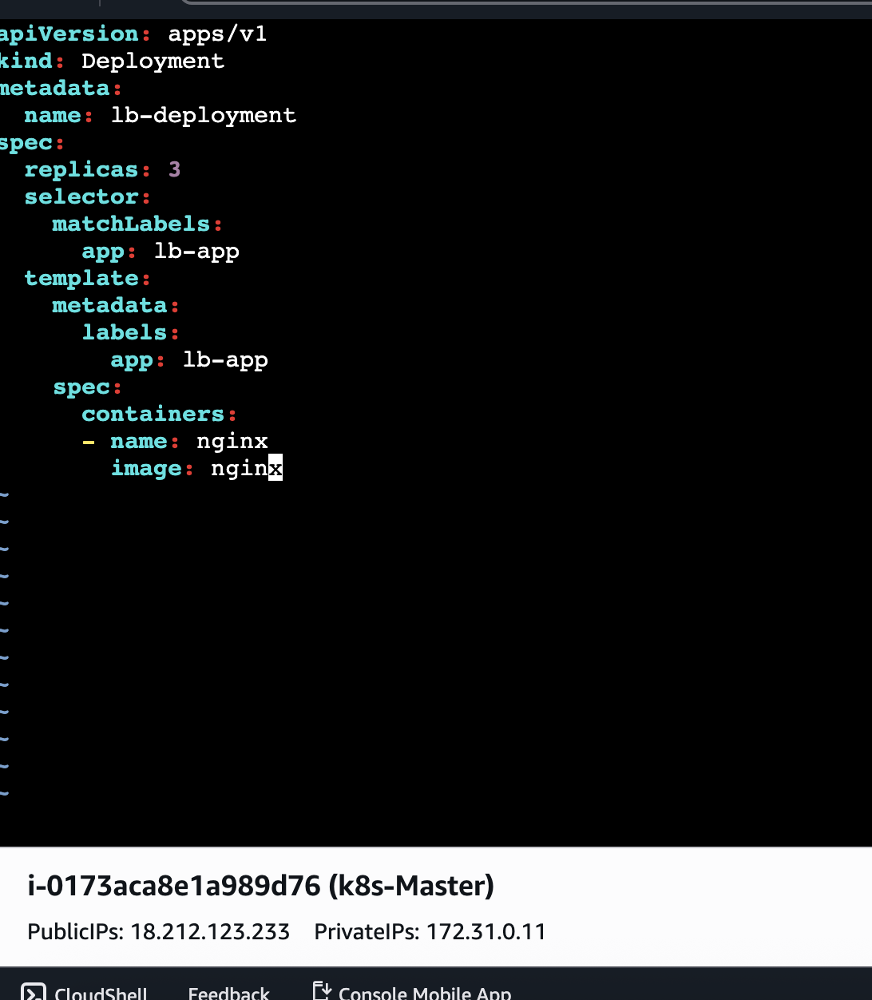 apiVersion: apps/v1
kind: Deployment
metadata:
  name: lb-deployment
spec:
  replicas: 3
  selector:
    matchLabels:
      app: lb-app
  template:
    metadata:
      labels:
        app: lb-app
    spec:
      containers:
      - name: nginx
        image: nginx
~
~
~
~
~
~
~
~
~
~
~
~
i-0173aca8e1a989d76 (k8s-Master)
PublicIPs: 18.212.123.233    PrivateIPs: 172.31.0.11
CloudShell    Feedback    Console Mobile App